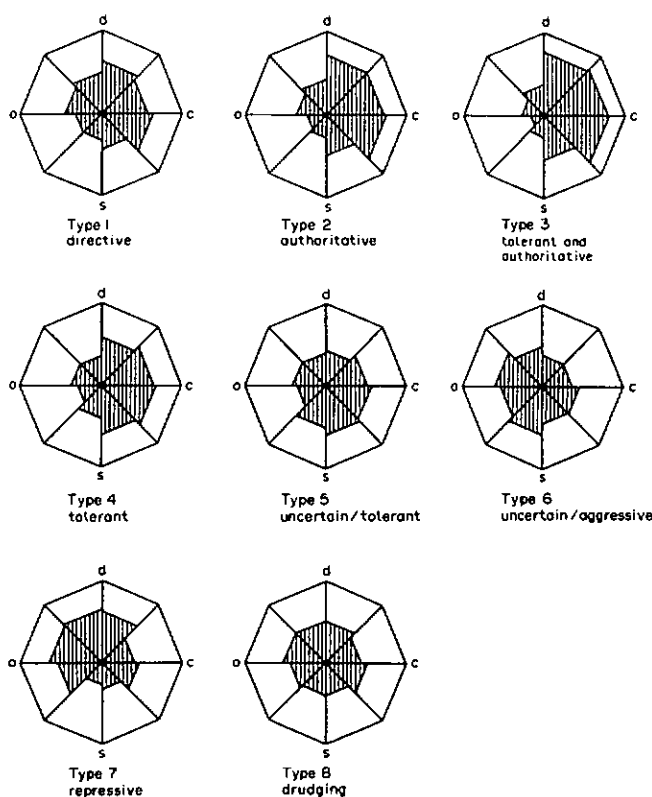 d d d
o c o c o c
s s s
Type 1 Type 2 Type 3
directive authoritative tolerant and
authoritative
d d d
o c o c o c
s s s
Type 4 Type 5 Type 6
tolerant uncertain/tolerant uncertain/aggressive
d d
o c o c
s s
Type 7 Type 8
repressive drudging